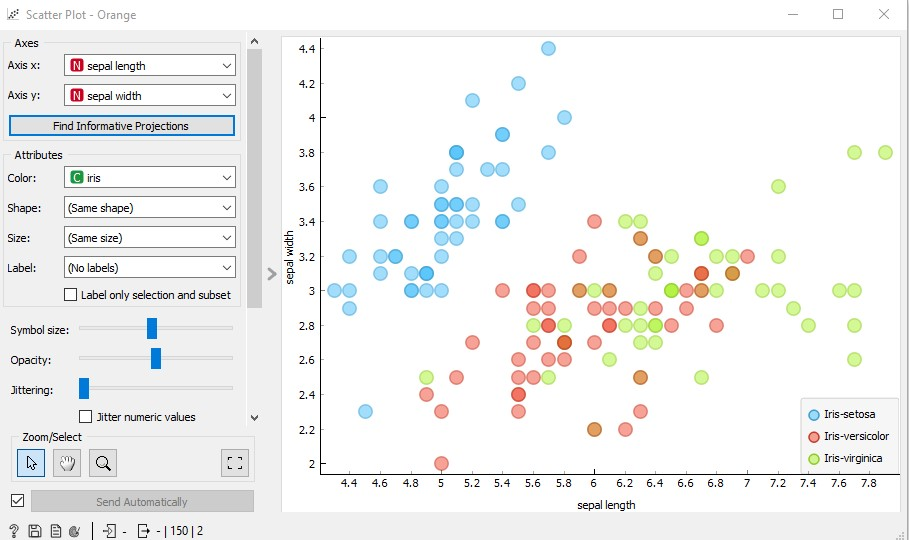 Scatter Plot - Orange
Axes
Axis x: N sepal length
Axis y: N sepal width
Find Informative Projections
Attributes
Color: C iris
Shape: (Same shape)
Size: (Same size)
Label: (No labels)
Label only selection and subset
Symbol size:
Opacity:
Jittering:
Jitter numeric values
Zoom/Select
Send Automatically
? - - | 150 | 2
sepal width
4.4
4.2
4
3.8
3.6
3.4
3.2
3
2.8
2.6
2.4
2.2
2
4.4 4.6 4.8 5 5.2 5.4 5.6 5.8 6 6.2 6.4 6.6 6.8 7 7.2 7.4 7.6 7.8
sepal length
Iris-setosa
Iris-versicolor
Iris-virginica